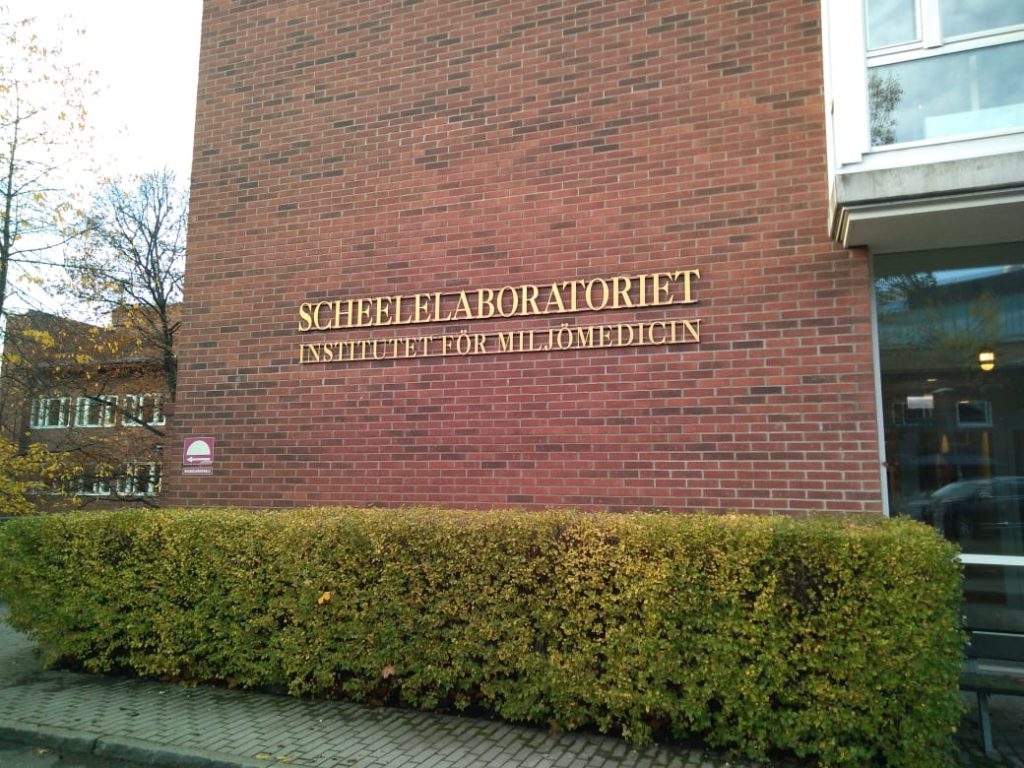 SCHEELELABORATORIET
INSTITUTET FÖR MILJÖMEDICIN